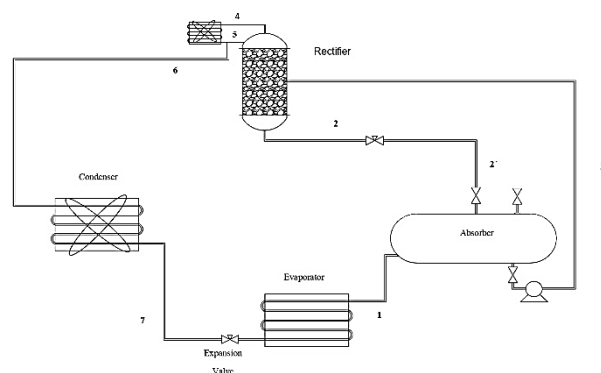 4
5
Rectifier
6
2
2'
Condenser
Absorber
Evaporator
1
7
Expansion
Valve